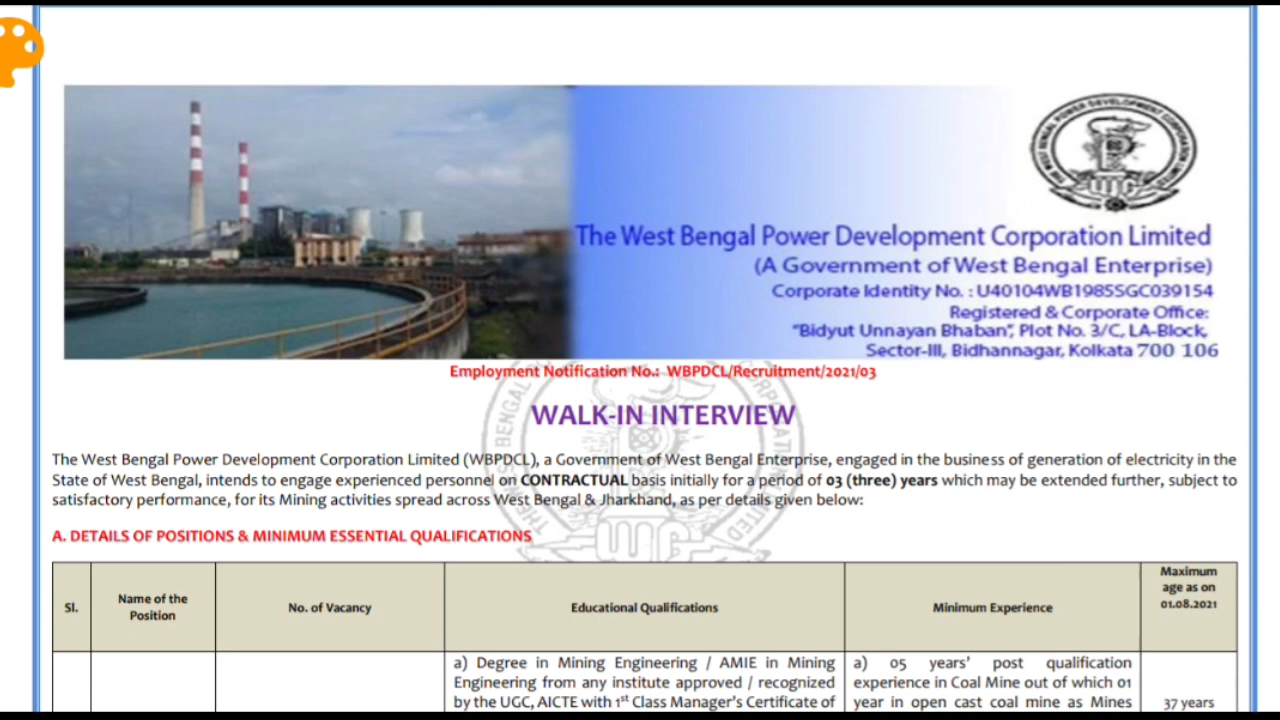 THE WEST BENGAL POWER DEVELOPMENT CORPORATION LIMITED
The West Bengal Power Development Corporation Limited
(A Government of West Bengal Enterprise)
Corporate Identity No. : U40104WB1985SGC039154
Registered & Corporate Office:
"Bidyut Unnayan Bhaban", Plot No. 3/C, LA-Block,
Sector-III, Bidhannagar, Kolkata 700 106
Employment Notification No.: WBPDCL/Recruitment/2021/03
WALK-IN INTERVIEW
The West Bengal Power Development Corporation Limited (WBPDCL), a Government of West Bengal Enterprise, engaged in the business of generation of electricity in the
State of West Bengal, intends to engage experienced personnel on CONTRACTUAL basis initially for a period of 03 (three) years which may be extended further, subject to
satisfactory performance, for its Mining activities spread across West Bengal & Jharkhand, as per details given below:
A. DETAILS OF POSITIONS & MINIMUM ESSENTIAL QUALIFICATIONS
Sl.
Name of the
Position
No. of Vacancy
Educational Qualifications
Minimum Experience
Maximum
age as on
01.08.2021
a) Degree in Mining Engineering / AMIE in Mining
Engineering from any institute approved / recognized
by the UGC, AICTE with 1st Class Manager's Certificate of
a) 05 years' post qualification
experience in Coal Mine out of which 01
year in open cast coal mine as Mines
37 years